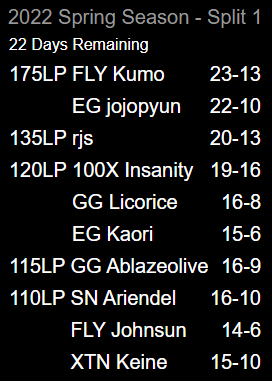 2022 Spring Season - Split 1
22 Days Remaining
175LP FLY Kumo 23-13
EG jojopyun 22-10
135LP rjs 20-13
120LP 100X Insanity 19-16
GG Licorice 16-8
EG Kaori 15-6
115LP GG Ablazeolive 16-9
110LP SN Ariendel 16-10
FLY Johnsun 14-6
XTN Keine 15-10